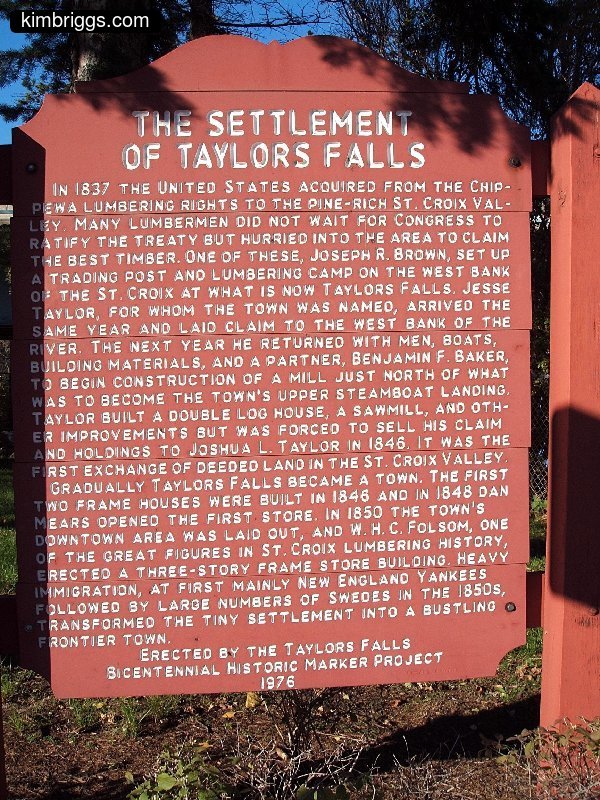 kimbriggs.com
THE SETTLEMENT
OF TAYLORS FALLS
IN 1837 THE UNITED STATES ACQUIRED FROM THE CHIP-
PEWA LUMBERING RIGHTS TO THE PINE-RICH ST. CROIX VAL-
LEY. MANY LUMBERMEN DID NOT WAIT FOR CONGRESS TO
RATIFY THE TREATY BUT HURRIED INTO THE AREA TO CLAIM
THE BEST TIMBER. ONE OF THESE, JOSEPH R. BROWN, SET UP
A TRADING POST AND LUMBERING CAMP ON THE WEST BANK
OF THE ST. CROIX AT WHAT IS NOW TAYLORS FALLS. JESSE
TAYLOR, FOR WHOM THE TOWN WAS NAMED, ARRIVED THE
SAME YEAR AND LAID CLAIM TO THE WEST BANK OF THE
RIVER. THE NEXT YEAR HE RETURNED WITH MEN, BOATS,
BUILDING MATERIALS, AND A PARTNER, BENJAMIN F. BAKER,
TO BEGIN CONSTRUCTION OF A MILL JUST NORTH OF WHAT
WAS TO BECOME THE TOWN'S UPPER STEAMBOAT LANDING.
TAYLOR BUILT A DOUBLE LOG HOUSE, A SAWMILL, AND OTH-
ER IMPROVEMENTS BUT WAS FORCED TO SELL HIS CLAIM
AND HOLDINGS TO JOSHUA L. TAYLOR IN 1846. IT WAS THE
FIRST EXCHANGE OF DEEDED LAND IN THE ST. CROIX VALLEY.
GRADUALLY TAYLORS FALLS BECAME A TOWN. THE FIRST
TWO FRAME HOUSES WERE BUILT IN 1846 AND IN 1848 DAN
MEARS OPENED THE FIRST STORE. IN 1850 THE TOWN'S
DOWNTOWN AREA WAS LAID OUT, AND W. H. C. FOLSOM, ONE
OF THE GREAT FIGURES IN ST. CROIX LUMBERING HISTORY,
ERECTED A THREE-STORY FRAME STORE BUILDING. HEAVY
IMMIGRATION, AT FIRST MAINLY NEW ENGLAND YANKEES
FOLLOWED BY LARGE NUMBERS OF SWEDES IN THE 1850S,
TRANSFORMED THE TINY SETTLEMENT INTO A BUSTLING
FRONTIER TOWN.
ERECTED BY THE TAYLORS FALLS
BICENTENNIAL HISTORIC MARKER PROJECT
1976